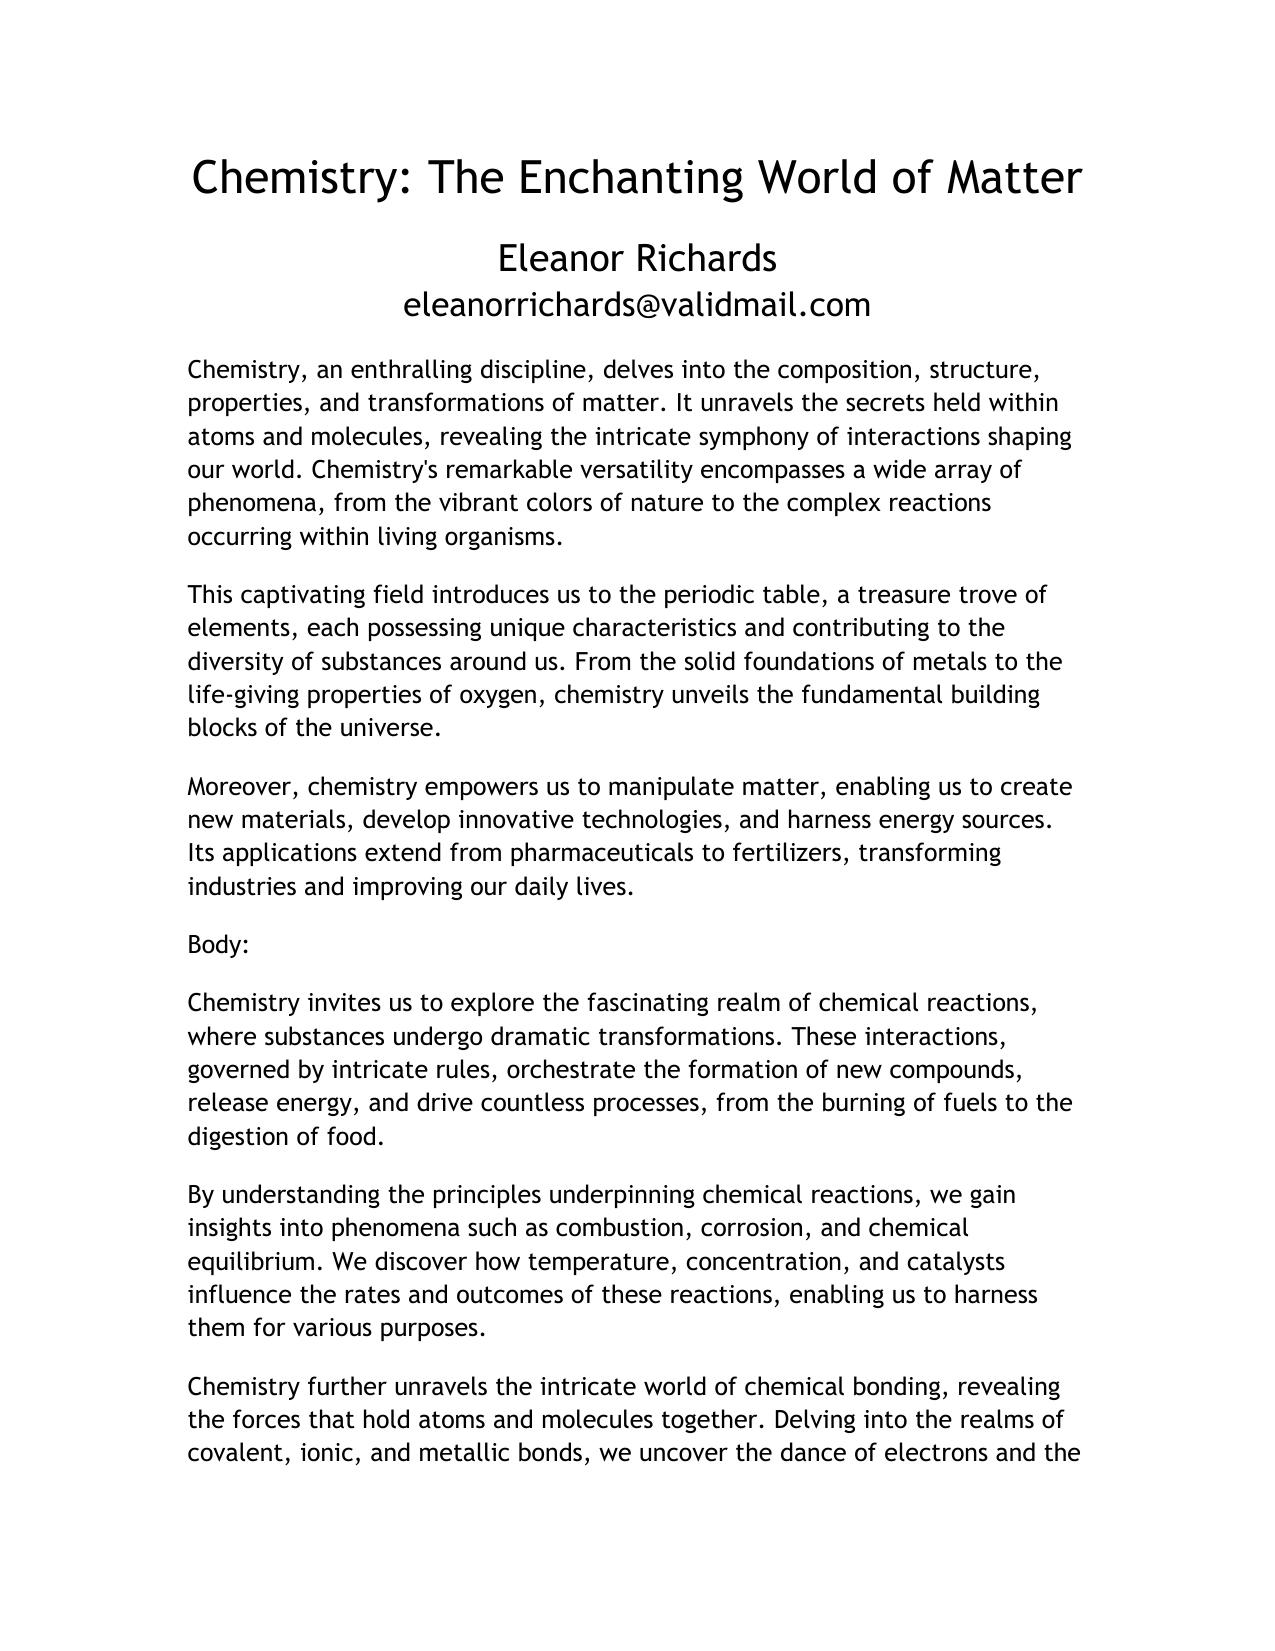 Chemistry: The Enchanting World of Matter
Eleanor Richards
eleanorrichards@validmail.com
Chemistry, an enthralling discipline, delves into the composition, structure,
properties, and transformations of matter. It unravels the secrets held within
atoms and molecules, revealing the intricate symphony of interactions shaping
our world. Chemistry's remarkable versatility encompasses a wide array of
phenomena, from the vibrant colors of nature to the complex reactions
occurring within living organisms.
This captivating field introduces us to the periodic table, a treasure trove of
elements, each possessing unique characteristics and contributing to the
diversity of substances around us. From the solid foundations of metals to the
life-giving properties of oxygen, chemistry unveils the fundamental building
blocks of the universe.
Moreover, chemistry empowers us to manipulate matter, enabling us to create
new materials, develop innovative technologies, and harness energy sources.
Its applications extend from pharmaceuticals to fertilizers, transforming
industries and improving our daily lives.
Body:
Chemistry invites us to explore the fascinating realm of chemical reactions,
where substances undergo dramatic transformations. These interactions,
governed by intricate rules, orchestrate the formation of new compounds,
release energy, and drive countless processes, from the burning of fuels to the
digestion of food.
By understanding the principles underpinning chemical reactions, we gain
insights into phenomena such as combustion, corrosion, and chemical
equilibrium. We discover how temperature, concentration, and catalysts
influence the rates and outcomes of these reactions, enabling us to harness
them for various purposes.
Chemistry further unravels the intricate world of chemical bonding, revealing
the forces that hold atoms and molecules together. Delving into the realms of
covalent, ionic, and metallic bonds, we uncover the dance of electrons and the